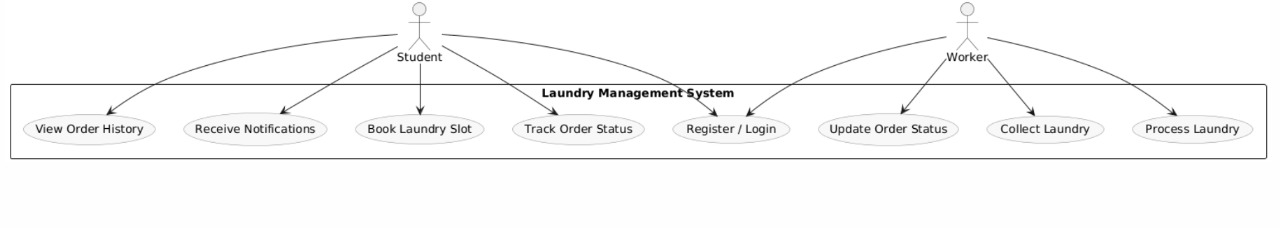 Student
Worker
Laundry Management System
View Order History
Receive Notifications
Book Laundry Slot
Track Order Status
Register / Login
Update Order Status
Collect Laundry
Process Laundry